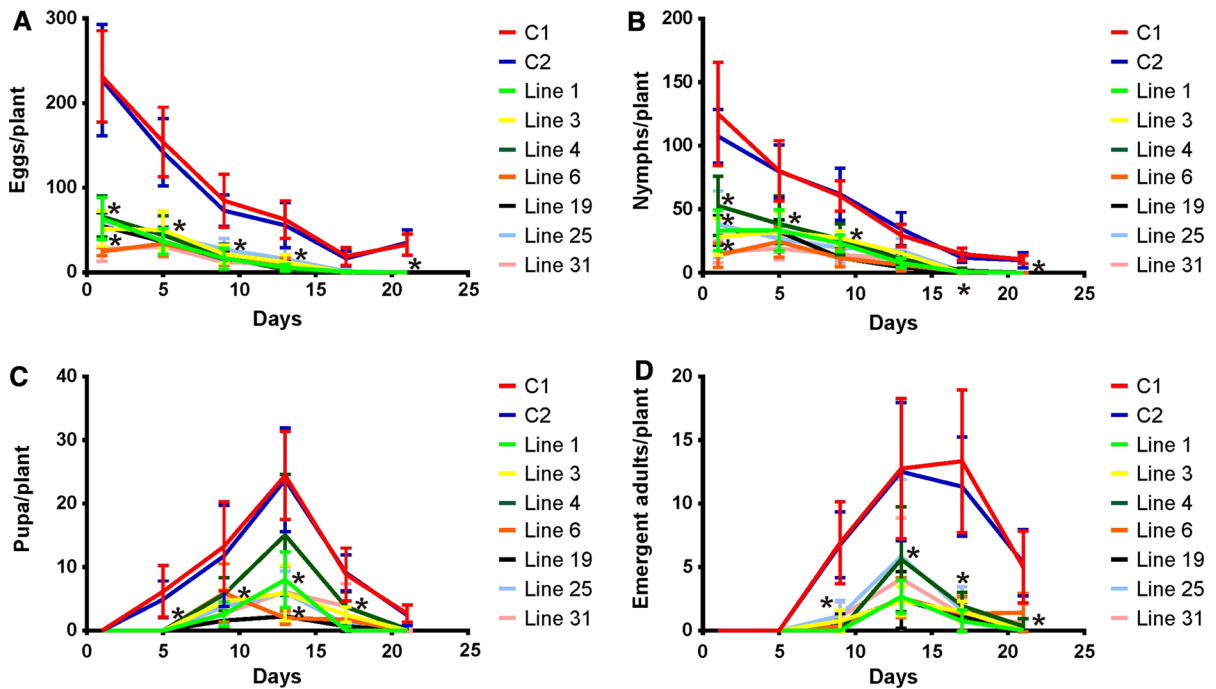 A
Eggs/plant
300
200
100
0
0 5 10 15 20 25
Days
* * * * * *
C1
C2
Line 1
Line 3
Line 4
Line 6
Line 19
Line 25
Line 31
B
Nymphs/plant
200
150
100
50
0
0 5 10 15 20 25
Days
* * * * * * *
C1
C2
Line 1
Line 3
Line 4
Line 6
Line 19
Line 25
Line 31
C
Pupa/plant
40
30
20
10
0
0 5 10 15 20 25
Days
* * * * *
C1
C2
Line 1
Line 3
Line 4
Line 6
Line 19
Line 25
Line 31
D
Emergent adults/plant
20
15
10
5
0
0 5 10 15 20 25
Days
* * * *
C1
C2
Line 1
Line 3
Line 4
Line 6
Line 19
Line 25
Line 31